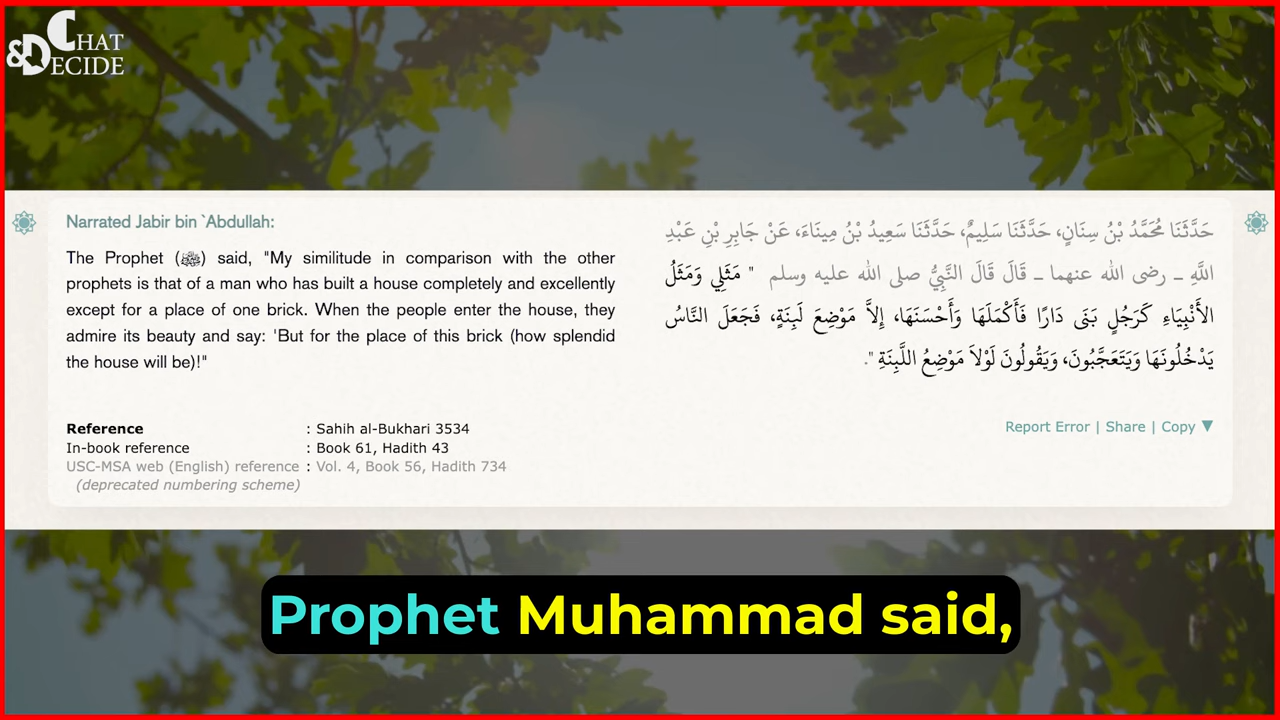 CHAT
&DECIDE
Narrated Jabir bin `Abdullah:
The Prophet (ﷺ) said, "My similitude in comparison with the other
prophets is that of a man who has built a house completely and excellently
except for a place of one brick. When the people enter the house, they
admire its beauty and say: 'But for the place of this brick (how splendid
the house will be)!"
حَدَّثَنَا مُحَمَّدُ بْنُ سِنَانٍ، حَدَّثَنَا سَلِيمٌ، حَدَّثَنَا سَعِيدُ بْنُ مِينَاءَ، عَنْ جَابِرِ بْنِ عَبْدِ
اللَّهِ ـ رضى الله عنهما ـ قَالَ قَالَ النَّبِيُّ صلى الله عليه وسلم ‏ "‏ مَثَلِي وَمَثَلُ
الأَنْبِيَاءِ كَرَجُلٍ بَنَى دَارًا فَأَكْمَلَهَا وَأَحْسَنَهَا، إِلاَّ مَوْضِعَ لَبِنَةٍ، فَجَعَلَ النَّاسُ
يَدْخُلُونَهَا وَيَتَعَجَّبُونَ، وَيَقُولُونَ لَوْلاَ مَوْضِعُ اللَّبِنَةِ ‏"‏‏.‏
Reference : Sahih al-Bukhari 3534
In-book reference : Book 61, Hadith 43
USC-MSA web (English) reference : Vol. 4, Book 56, Hadith 734
(deprecated numbering scheme)
Report Error | Share | Copy ▼
Prophet Muhammad said,